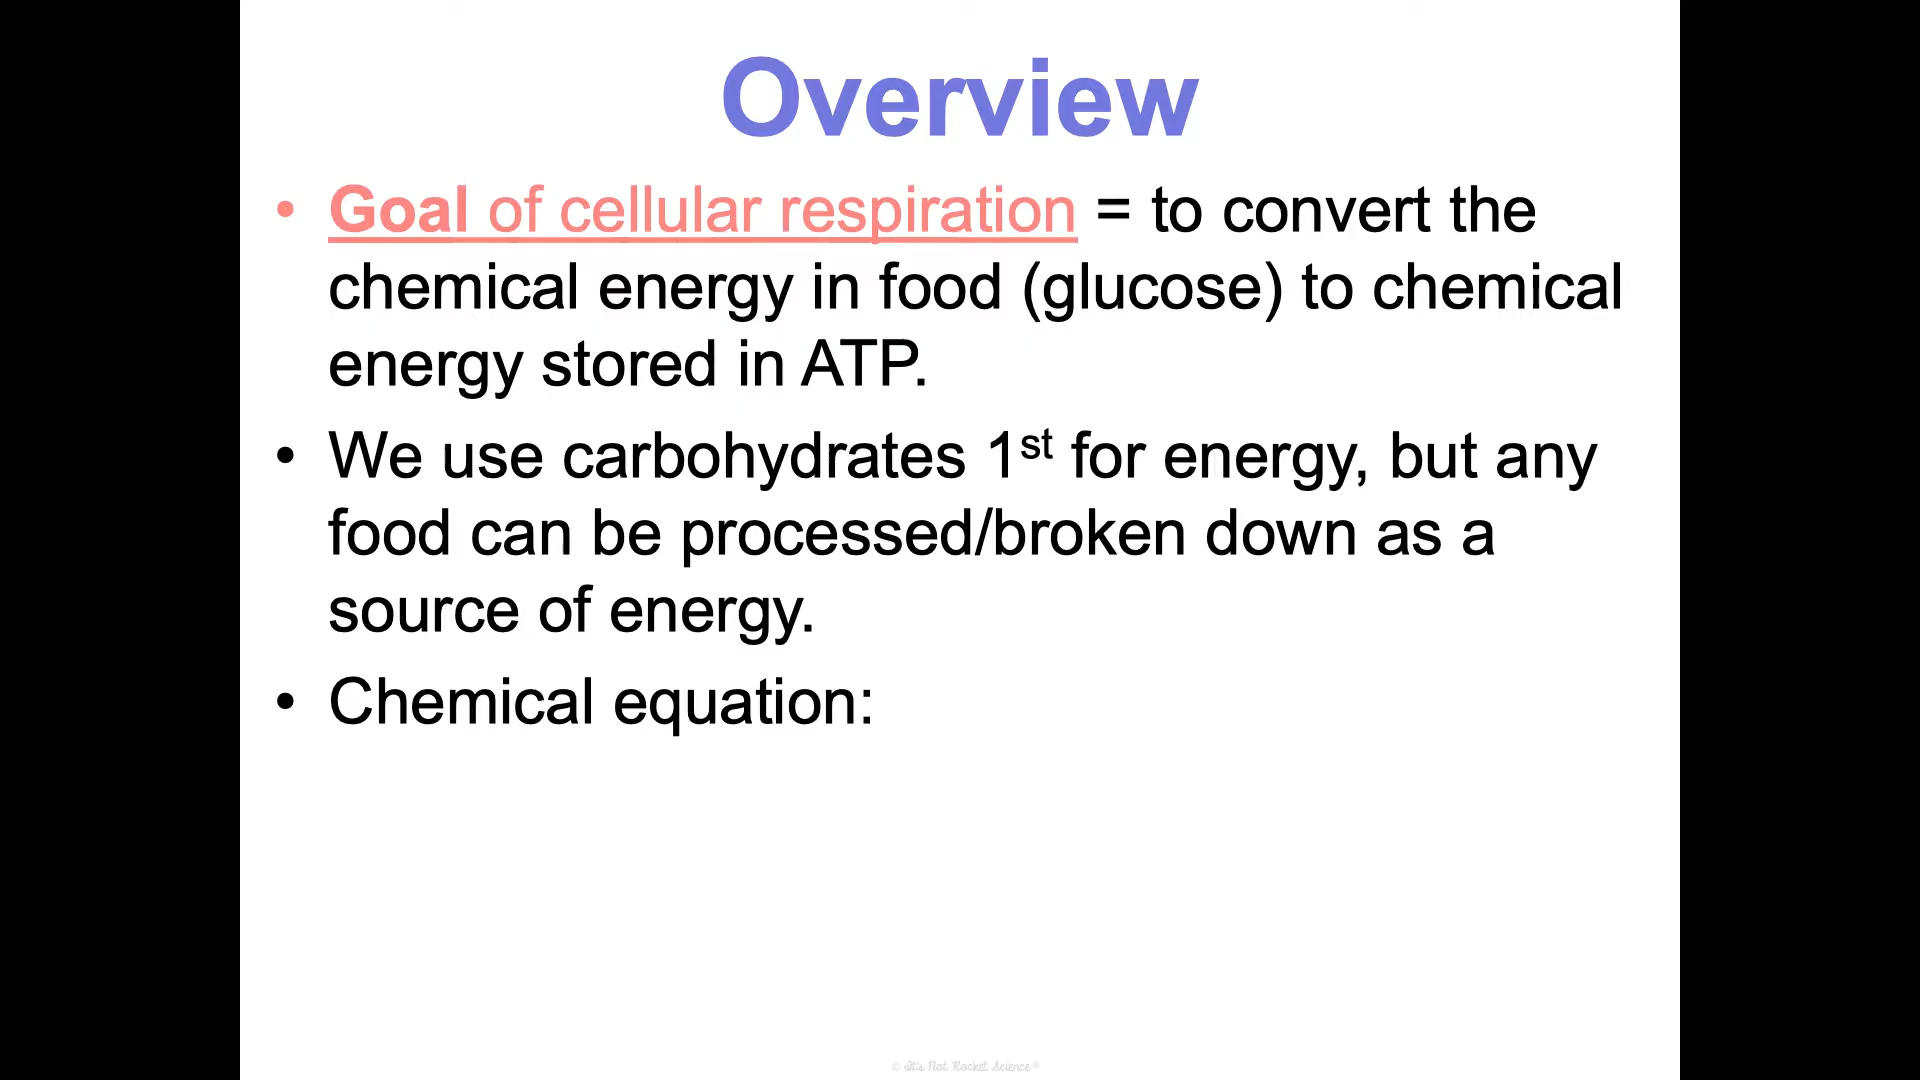 Overview
• Goal of cellular respiration = to convert the
chemical energy in food (glucose) to chemical
energy stored in ATP.
• We use carbohydrates 1st for energy, but any
food can be processed/broken down as a
source of energy.
• Chemical equation:
© It's Not Rocket Science®